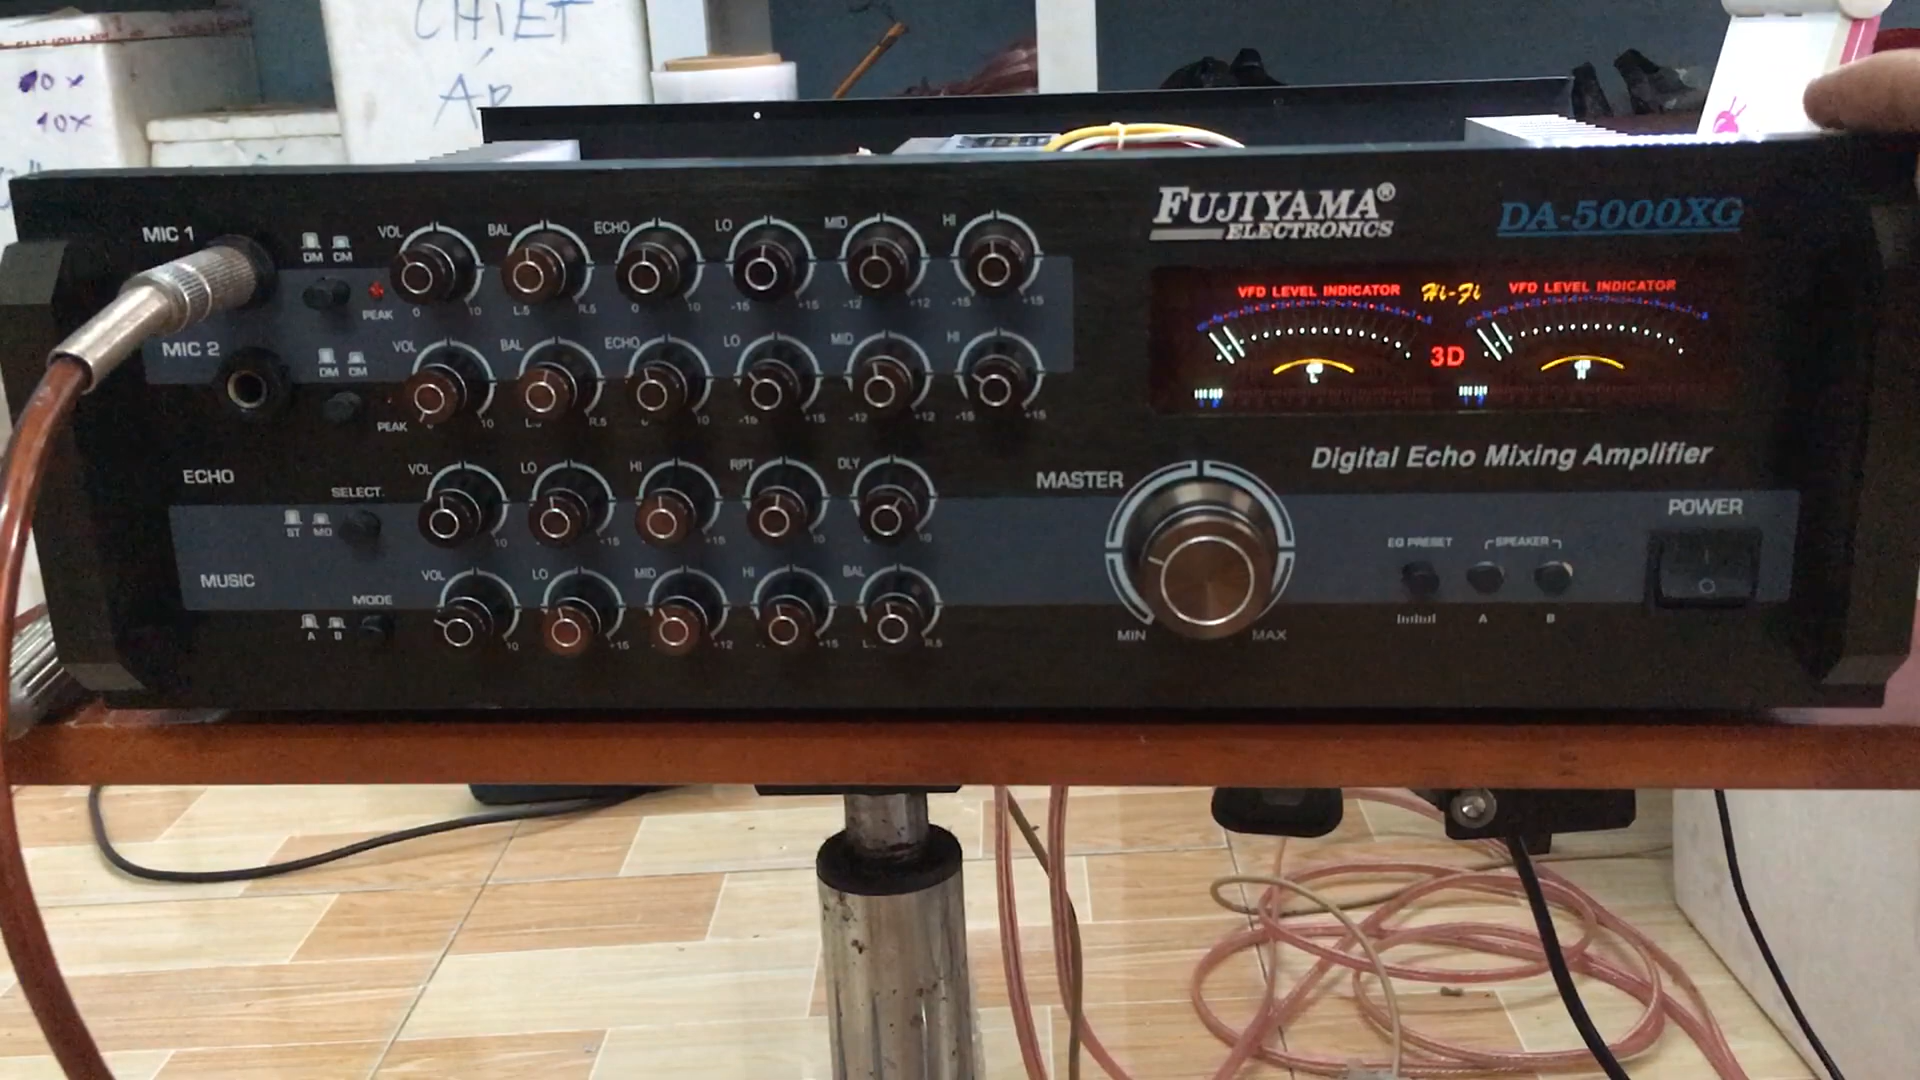 CHIẾT
ÁP
10 x
10x
FUJIYAMA®
ELECTRONICS
DA-5000XG
MIC 1
DM CM
PEAK
VOL BAL ECHO LO MID HI
0 10 L.5 R.5 0 10 -15 +15 -12 +12 -15 +15
VFD LEVEL INDICATOR Hi-Fi VFD LEVEL INDICATOR
3D
MIC 2
DM CM
PEAK
VOL BAL ECHO LO MID HI
10 R.5 10 -15 +15 -12 +12 -15 +15
Digital Echo Mixing Amplifier
ECHO
SELECT.
ST MO
VOL LO HI RPT DLY
10 +15 +15 10 10
MASTER
MIN MAX
EQ PRESET
SPEAKER
A B
POWER
MUSIC
MODE
A B
VOL LO MID HI BAL
10 +15 +12 +15 R.5